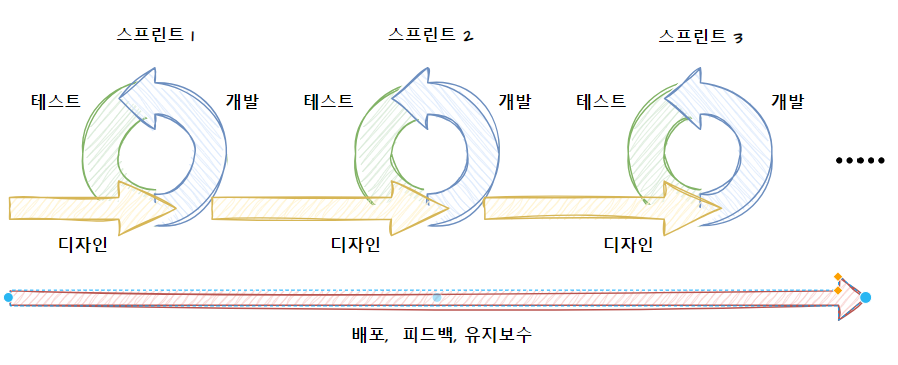 스프린트 1
스프린트 2
스프린트 3
테스트
개발
테스트
개발
테스트
개발
.....
디자인
디자인
디자인
배포, 피드백, 유지보수